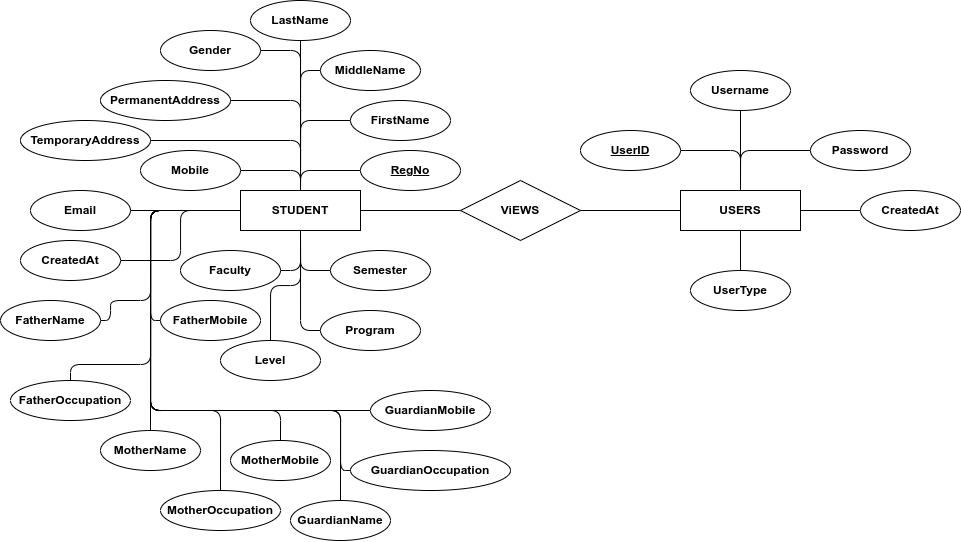 LastName
Gender
MiddleName
PermanentAddress
FirstName
TemporaryAddress
Mobile
RegNo
Username
UserID
Password
Email
STUDENT
ViEWS
USERS
CreatedAt
CreatedAt
Faculty
Semester
UserType
FatherName
FatherMobile
Program
Level
FatherOccupation
GuardianMobile
MotherName
MotherMobile
GuardianOccupation
MotherOccupation
GuardianName